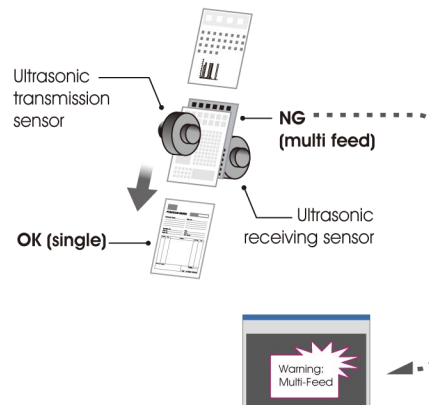 Ultrasonic
transmission
sensor
NG
(multi feed)
Ultrasonic
receiving sensor
OK (single)
Warning:
Multi-Feed